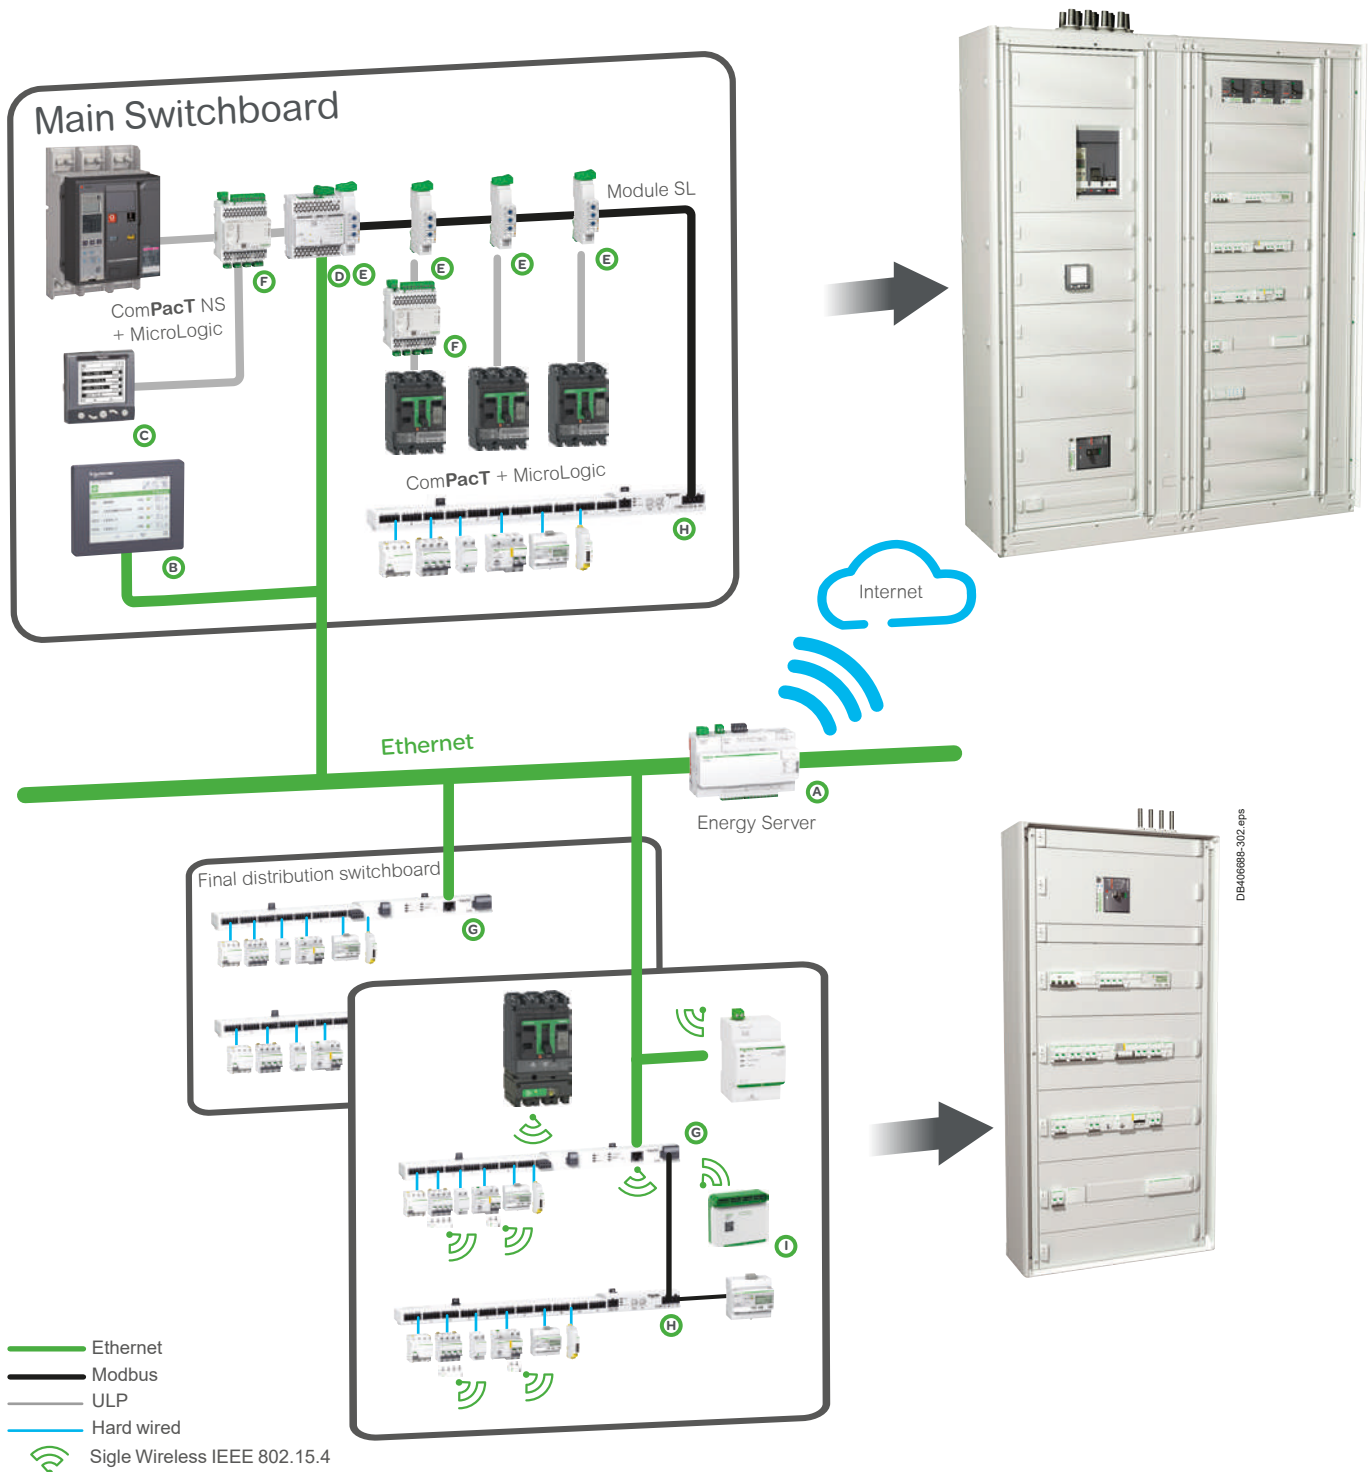 Main Switchboard
Module SL
F
D
E
E
E
E
ComPacT NS
+ MicroLogic
F
C
ComPacT + MicroLogic
H
B
Internet
Ethernet
A
Energy Server
DB406688-302.eps
Final distribution switchboard
G
G
I
H
Ethernet
Modbus
ULP
Hard wired
Sigle Wireless IEEE 802.15.4